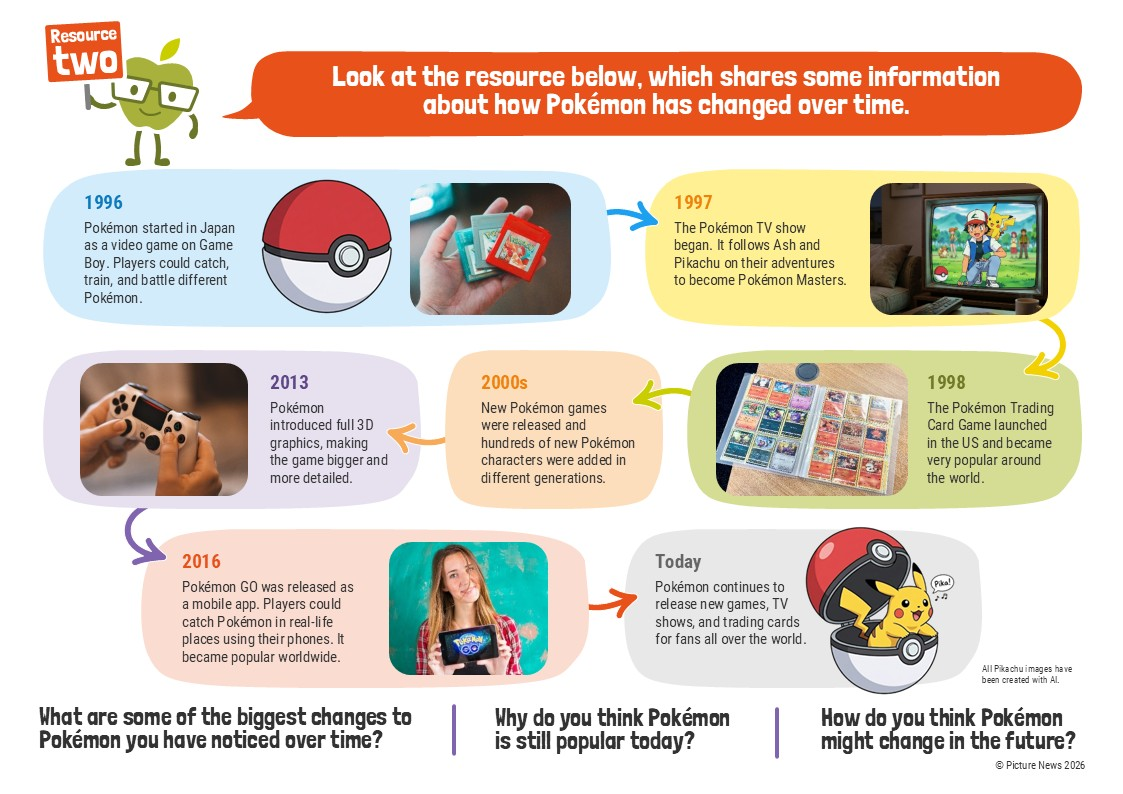 Resource
two
Look at the resource below, which shares some information
about how Pokémon has changed over time.
1996
Pokémon started in Japan
as a video game on Game
Boy. Players could catch,
train, and battle different
Pokémon.
1997
The Pokémon TV show
began. It follows Ash and
Pikachu on their adventures
to become Pokémon Masters.
1998
The Pokémon Trading
Card Game launched
in the US and became
very popular around
the world.
2000s
New Pokémon games
were released and
hundreds of new Pokémon
characters were added in
different generations.
2013
Pokémon
introduced full 3D
graphics, making
the game bigger and
more detailed.
2016
Pokémon GO was released as
a mobile app. Players could
catch Pokémon in real-life
places using their phones. It
became popular worldwide.
Pokémon
GO
Today
Pokémon continues to
release new games, TV
shows, and trading cards
for fans all over the world.
Pika!
All Pikachu images have
been created with AI.
What are some of the biggest changes to
Pokémon you have noticed over time?
Why do you think Pokémon
is still popular today?
How do you think Pokémon
might change in the future?
© Picture News 2026